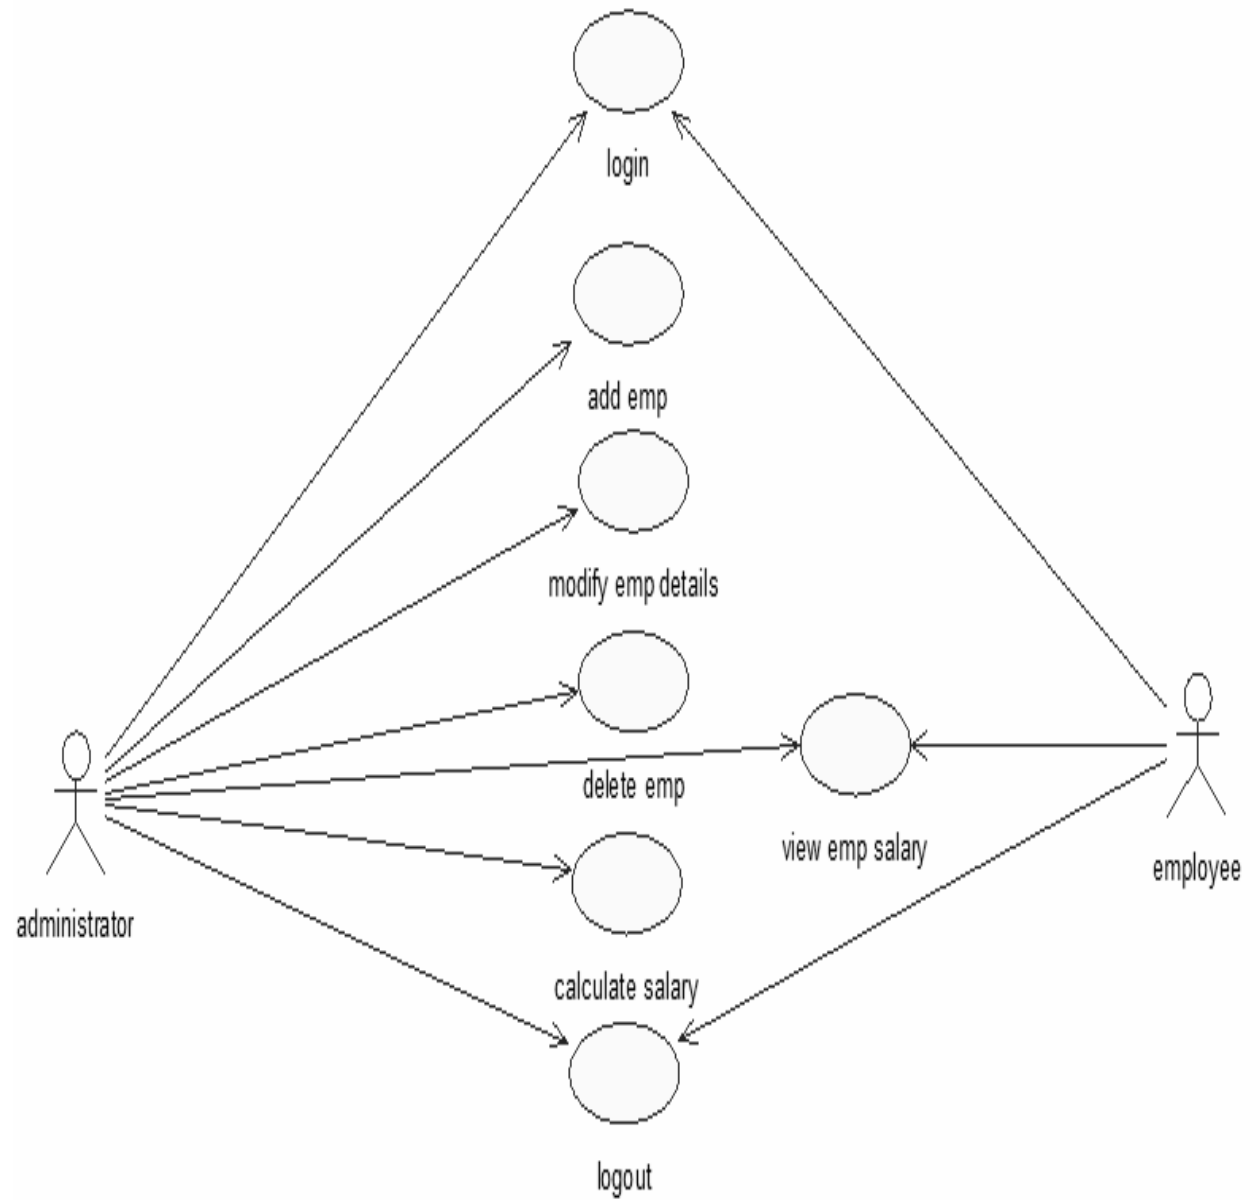 login
add emp
modify emp details
delete emp
view emp salary
employee
administrator
calculate salary
logout